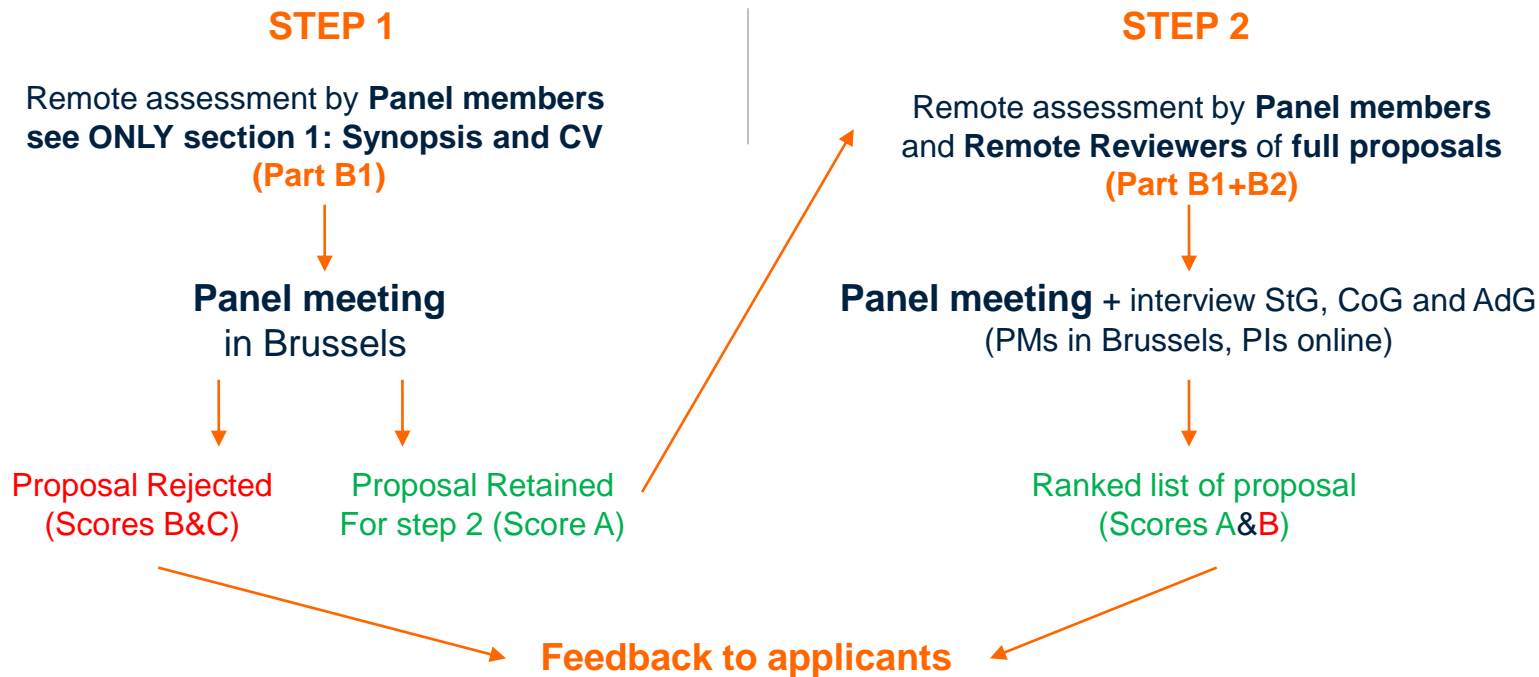 STEP 1
Remote assessment by Panel members
see ONLY section 1: Synopsis and CV
(Part B1)
Panel meeting
in Brussels
Proposal Rejected
(Scores B&C)
Proposal Retained
For step 2 (Score A)
STEP 2
Remote assessment by Panel members
and Remote Reviewers of full proposals
(Part B1+B2)
Panel meeting + interview StG, CoG and AdG
(PMs in Brussels, PIs online)
Ranked list of proposal
(Scores A&B)
Feedback to applicants